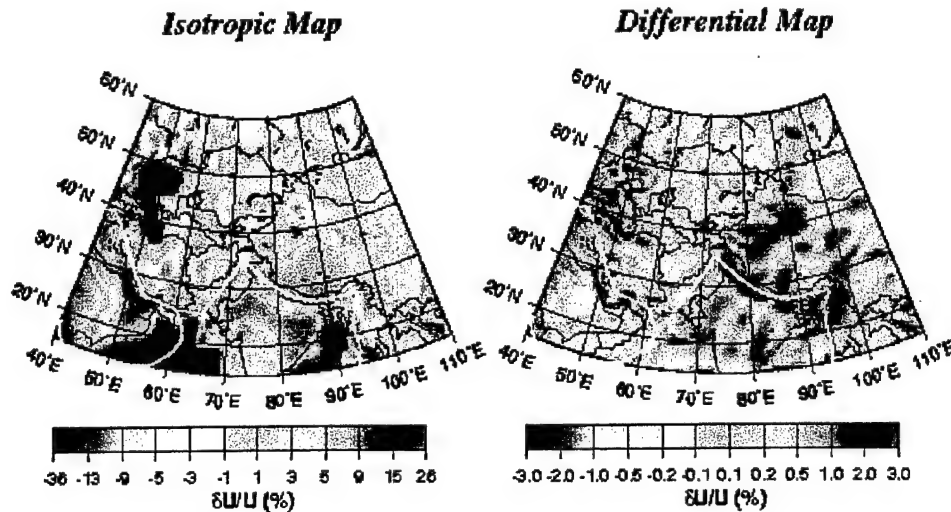 Isotropic Map
Differential Map
60°N
50°N
40°N
30°N
20°N
40°E
50°E
60°E
70°E
80°E
90°E
100°E
110°E
60°N
50°N
40°N
30°N
20°N
40°E
50°E
60°E
70°E
80°E
90°E
100°E
110°E
-36 -13 -9 -5 -1 1 3 5 9 15 26
δU/U (%)
-3.0 -2.0 -1.0 -0.5 -0.2 -0.1 0.1 0.2 0.5 1.0 2.0 3.0
δU/U (%)